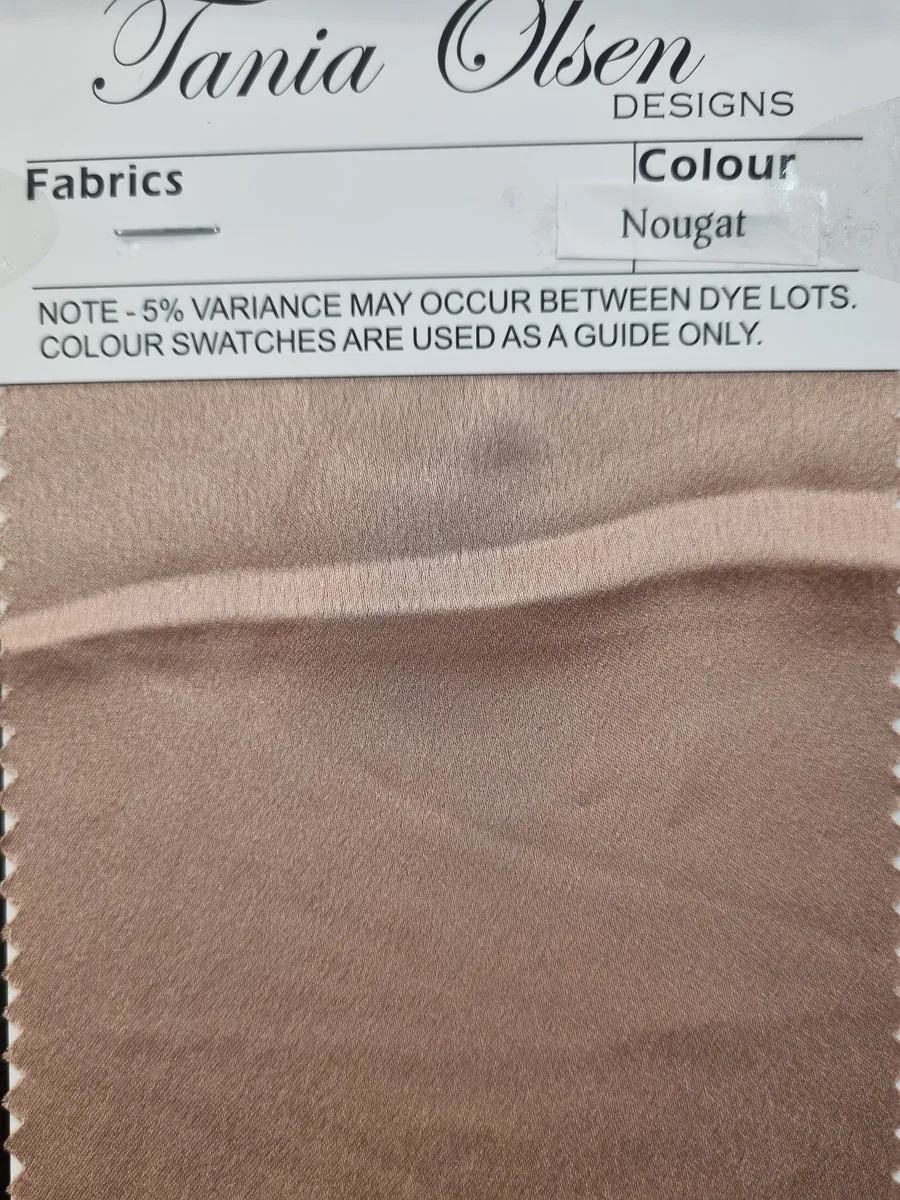 Tania Olsen
DESIGNS
Fabrics
Colour
Nougat
NOTE - 5% VARIANCE MAY OCCUR BETWEEN DYE LOTS.
COLOUR SWATCHES ARE USED AS A GUIDE ONLY.